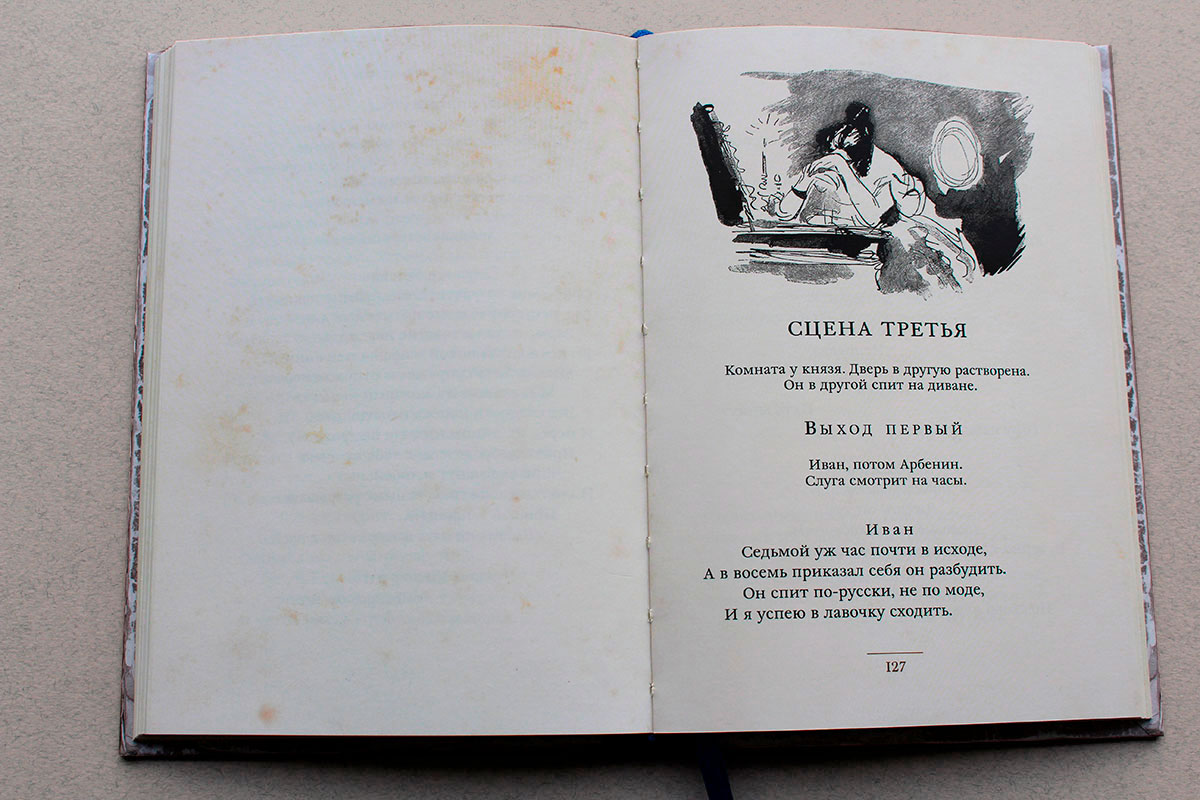 СЦЕНА ТРЕТЬЯ
Комната у князя. Дверь в другую растворена.
Он в другой спит на диване.
Выход первый
Иван, потом Арбенин.
Слуга смотрит на часы.
Иван
Седьмой уж час почти в исходе,
А в восемь приказал себя он разбудить.
Он спит по-русски, не по моде,
И я успею в лавочку сходить.
127